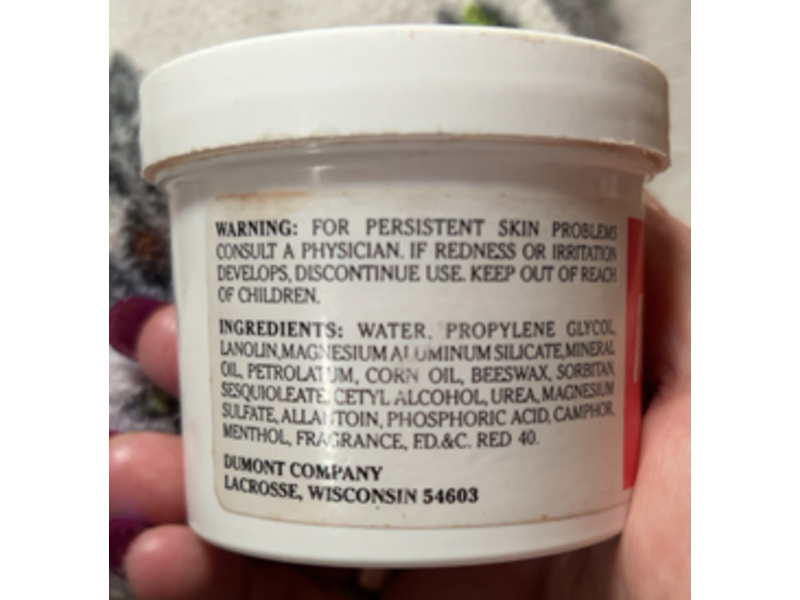 WARNING: FOR PERSISTENT SKIN PROBLEMS
CONSULT A PHYSICIAN. IF REDNESS OR IRRITATION
DEVELOPS, DISCONTINUE USE. KEEP OUT OF REACH
OF CHILDREN.
INGREDIENTS: WATER, PROPYLENE GLYCOL,
LANOLIN, MAGNESIUM ALUMINUM SILICATE, MINERAL
OIL, PETROLATUM, CORN OIL, BEESWAX, SORBITAN,
SESQUIOLEATE, CETYL ALCOHOL, UREA, MAGNESIUM
SULFATE, ALLANTOIN, PHOSPHORIC ACID, CAMPHOR,
MENTHOL, FRAGRANCE, F.D.&C. RED 40.
DUMONT COMPANY
LACROSSE, WISCONSIN 54603